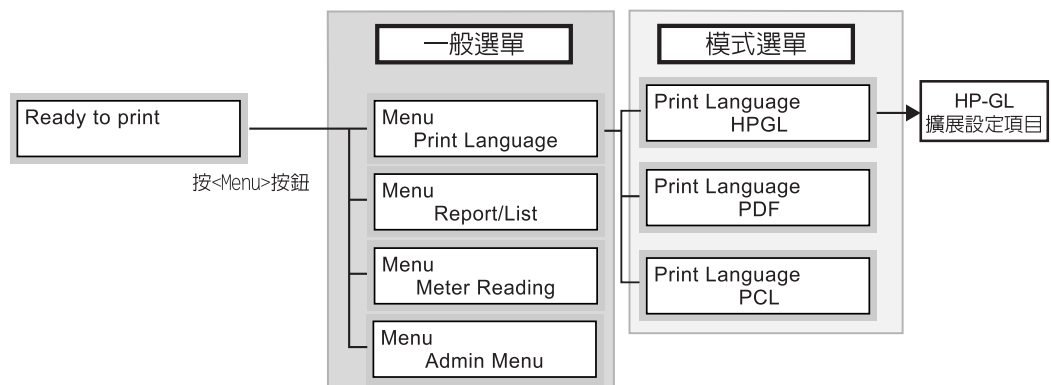 一般選單
模式選單
Ready to print
按<Menu>按鈕
Menu
Print Language
Menu
Report/List
Menu
Meter Reading
Menu
Admin Menu
Print Language
HPGL
Print Language
PDF
Print Language
PCL
HP-GL
擴展設定項目